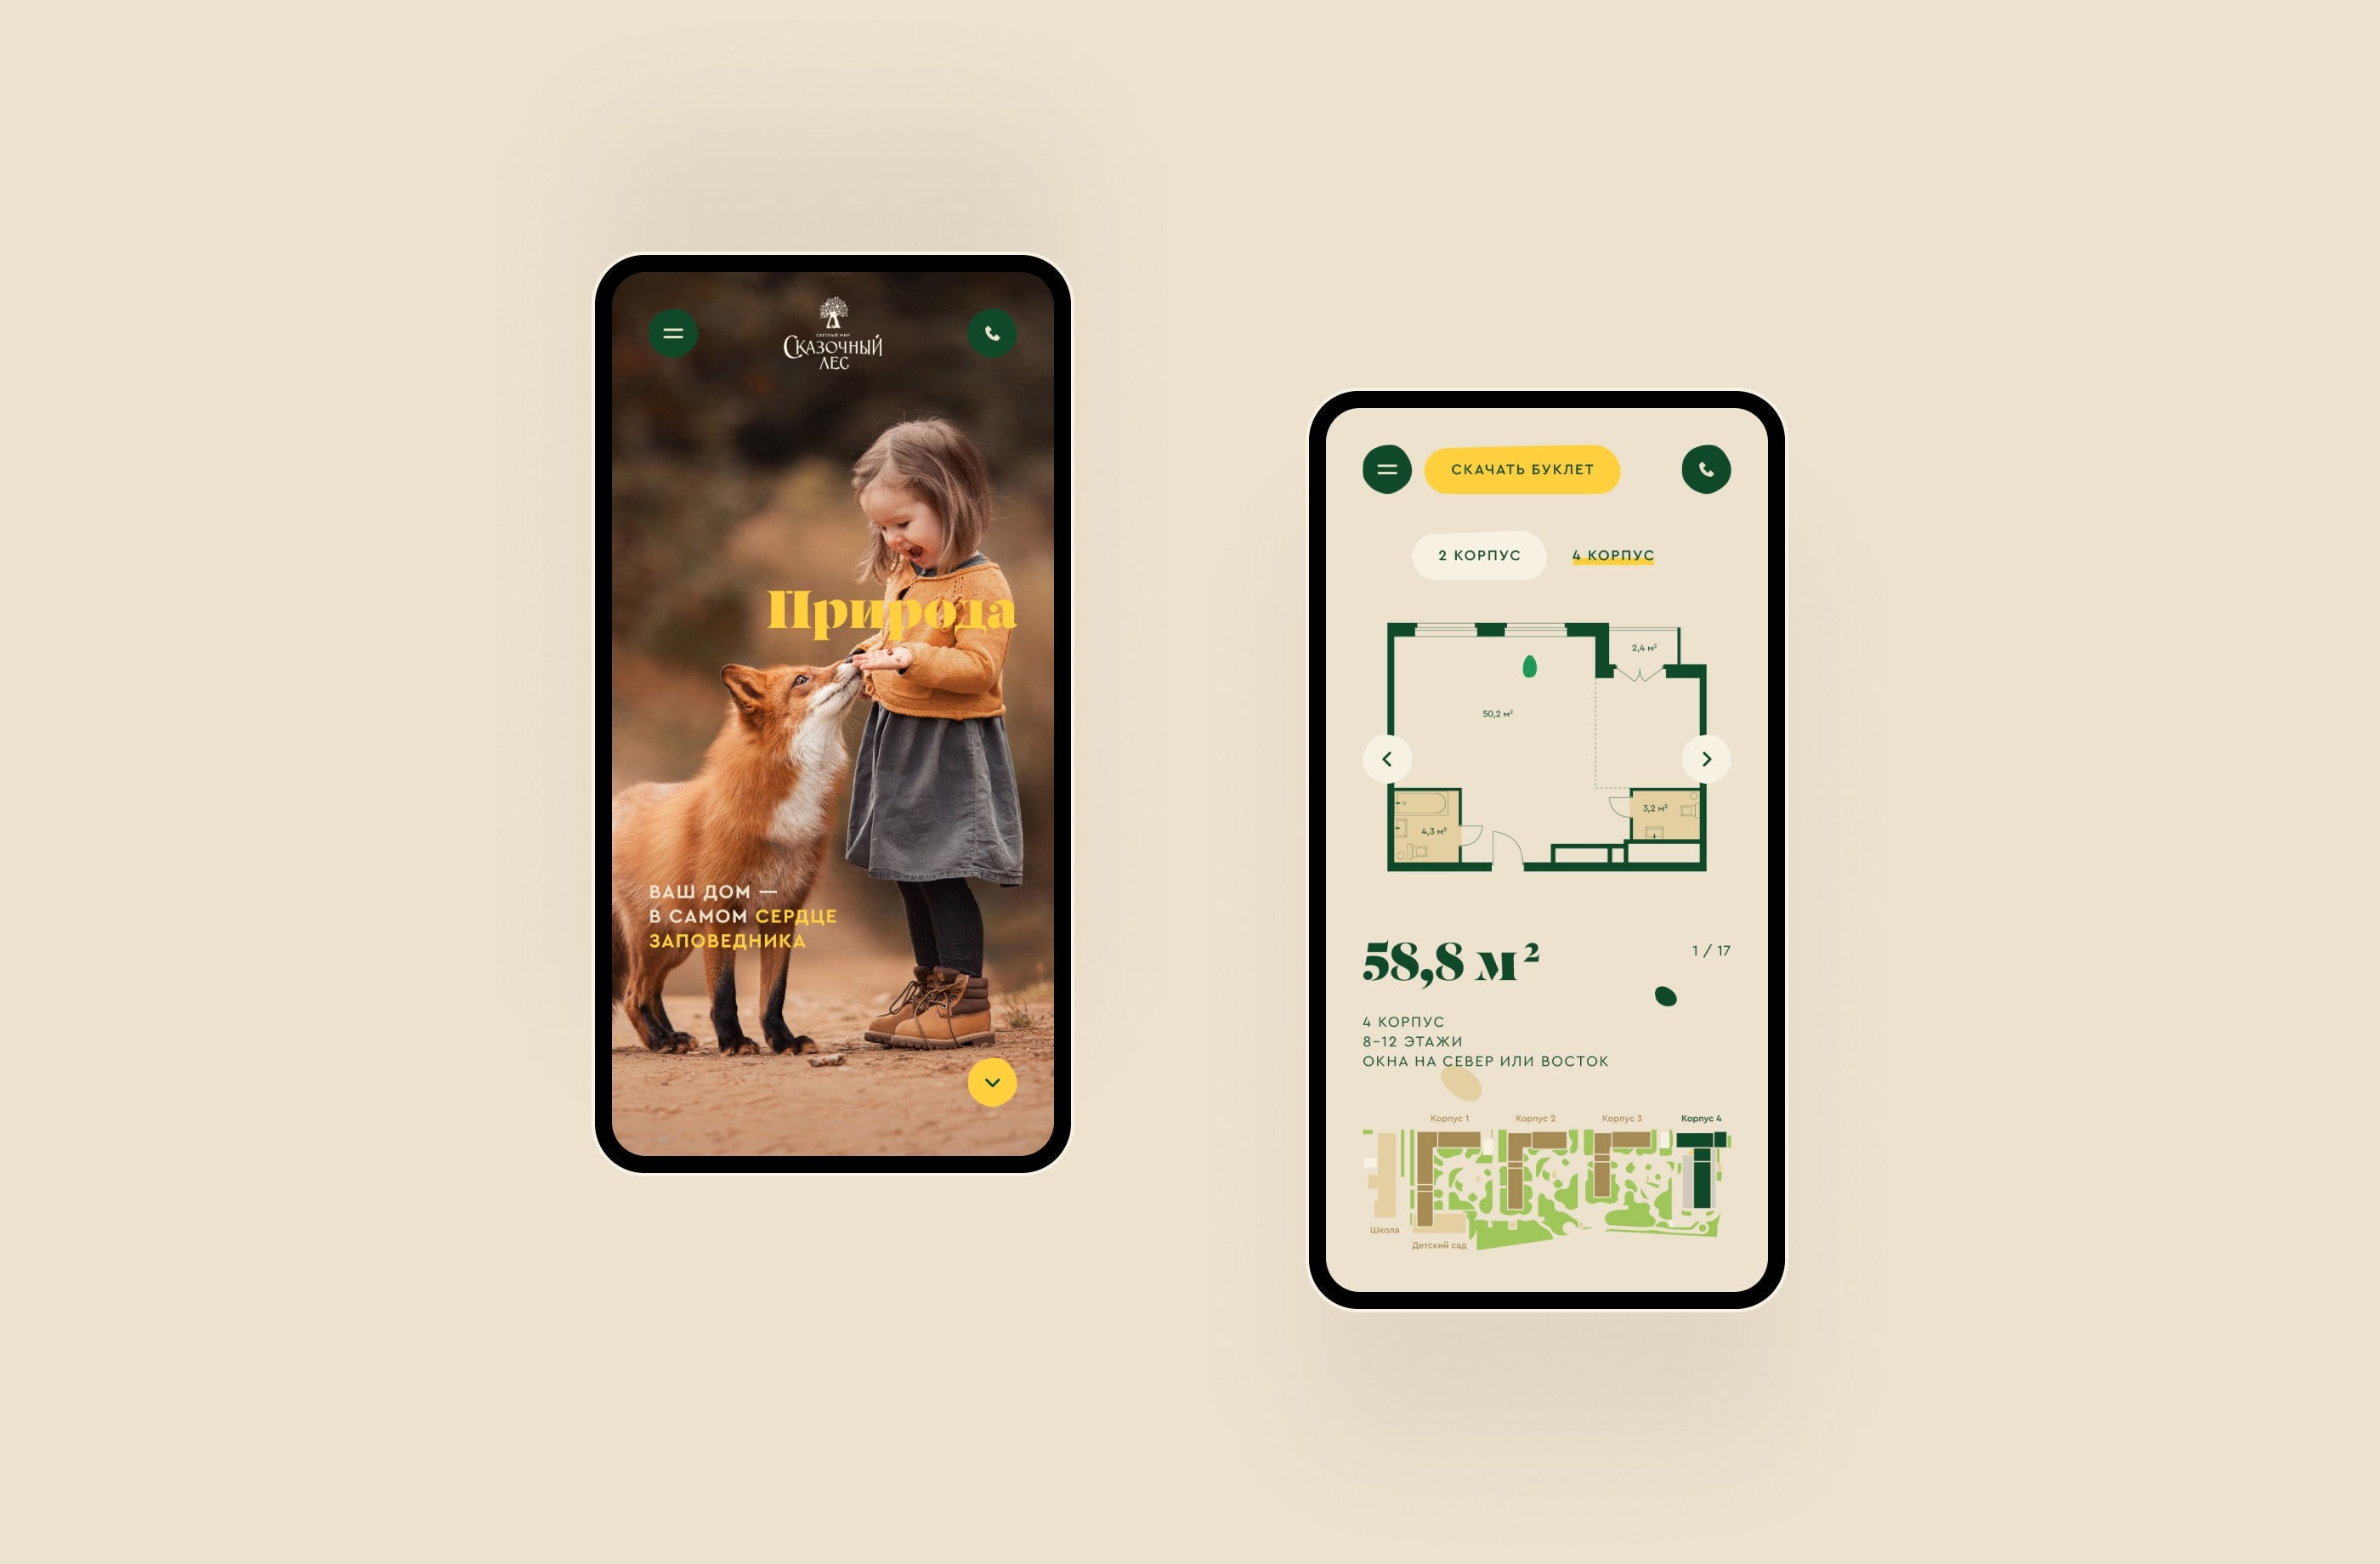 СВЕТЛЫЙ МИР
СКАЗОЧНЫЙ
ЛЕС
Природа
ВАШ ДОМ —
В САМОМ СЕРДЦЕ
ЗАПОВЕДНИКА
СКАЧАТЬ БУКЛЕТ
2 КОРПУС
4 КОРПУС
2,4 м²
50,2 м²
3,2 м²
4,3 м²
58,8 м²
1 / 17
4 КОРПУС
8–12 ЭТАЖИ
ОКНА НА СЕВЕР ИЛИ ВОСТОК
Корпус 1
Корпус 2
Корпус 3
Корпус 4
Школа
Детский сад